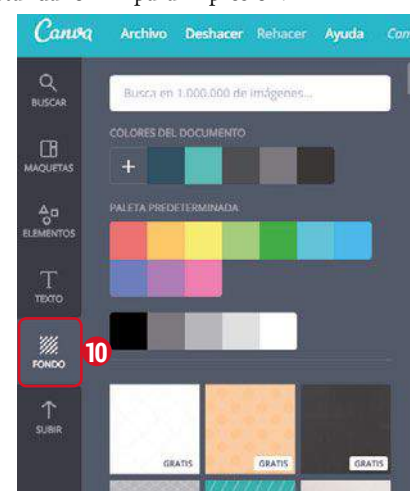 Canva Archivo Deshacer Rehacer Ayuda
BUSCAR
Busca en 1.000.000 de imágenes...
COLORES DEL DOCUMENTO
+
MAQUETAS
PALETA PREDETERMINADA
ELEMENTOS
T
TEXTO
FONDO
10
SUBIR
GRATIS GRATIS GRATIS